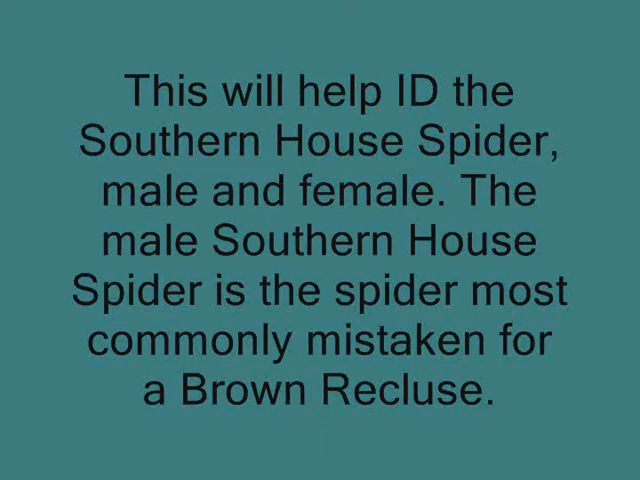 This will help ID the
Southern House Spider,
male and female. The
male Southern House
Spider is the spider most
commonly mistaken for
a Brown Recluse.